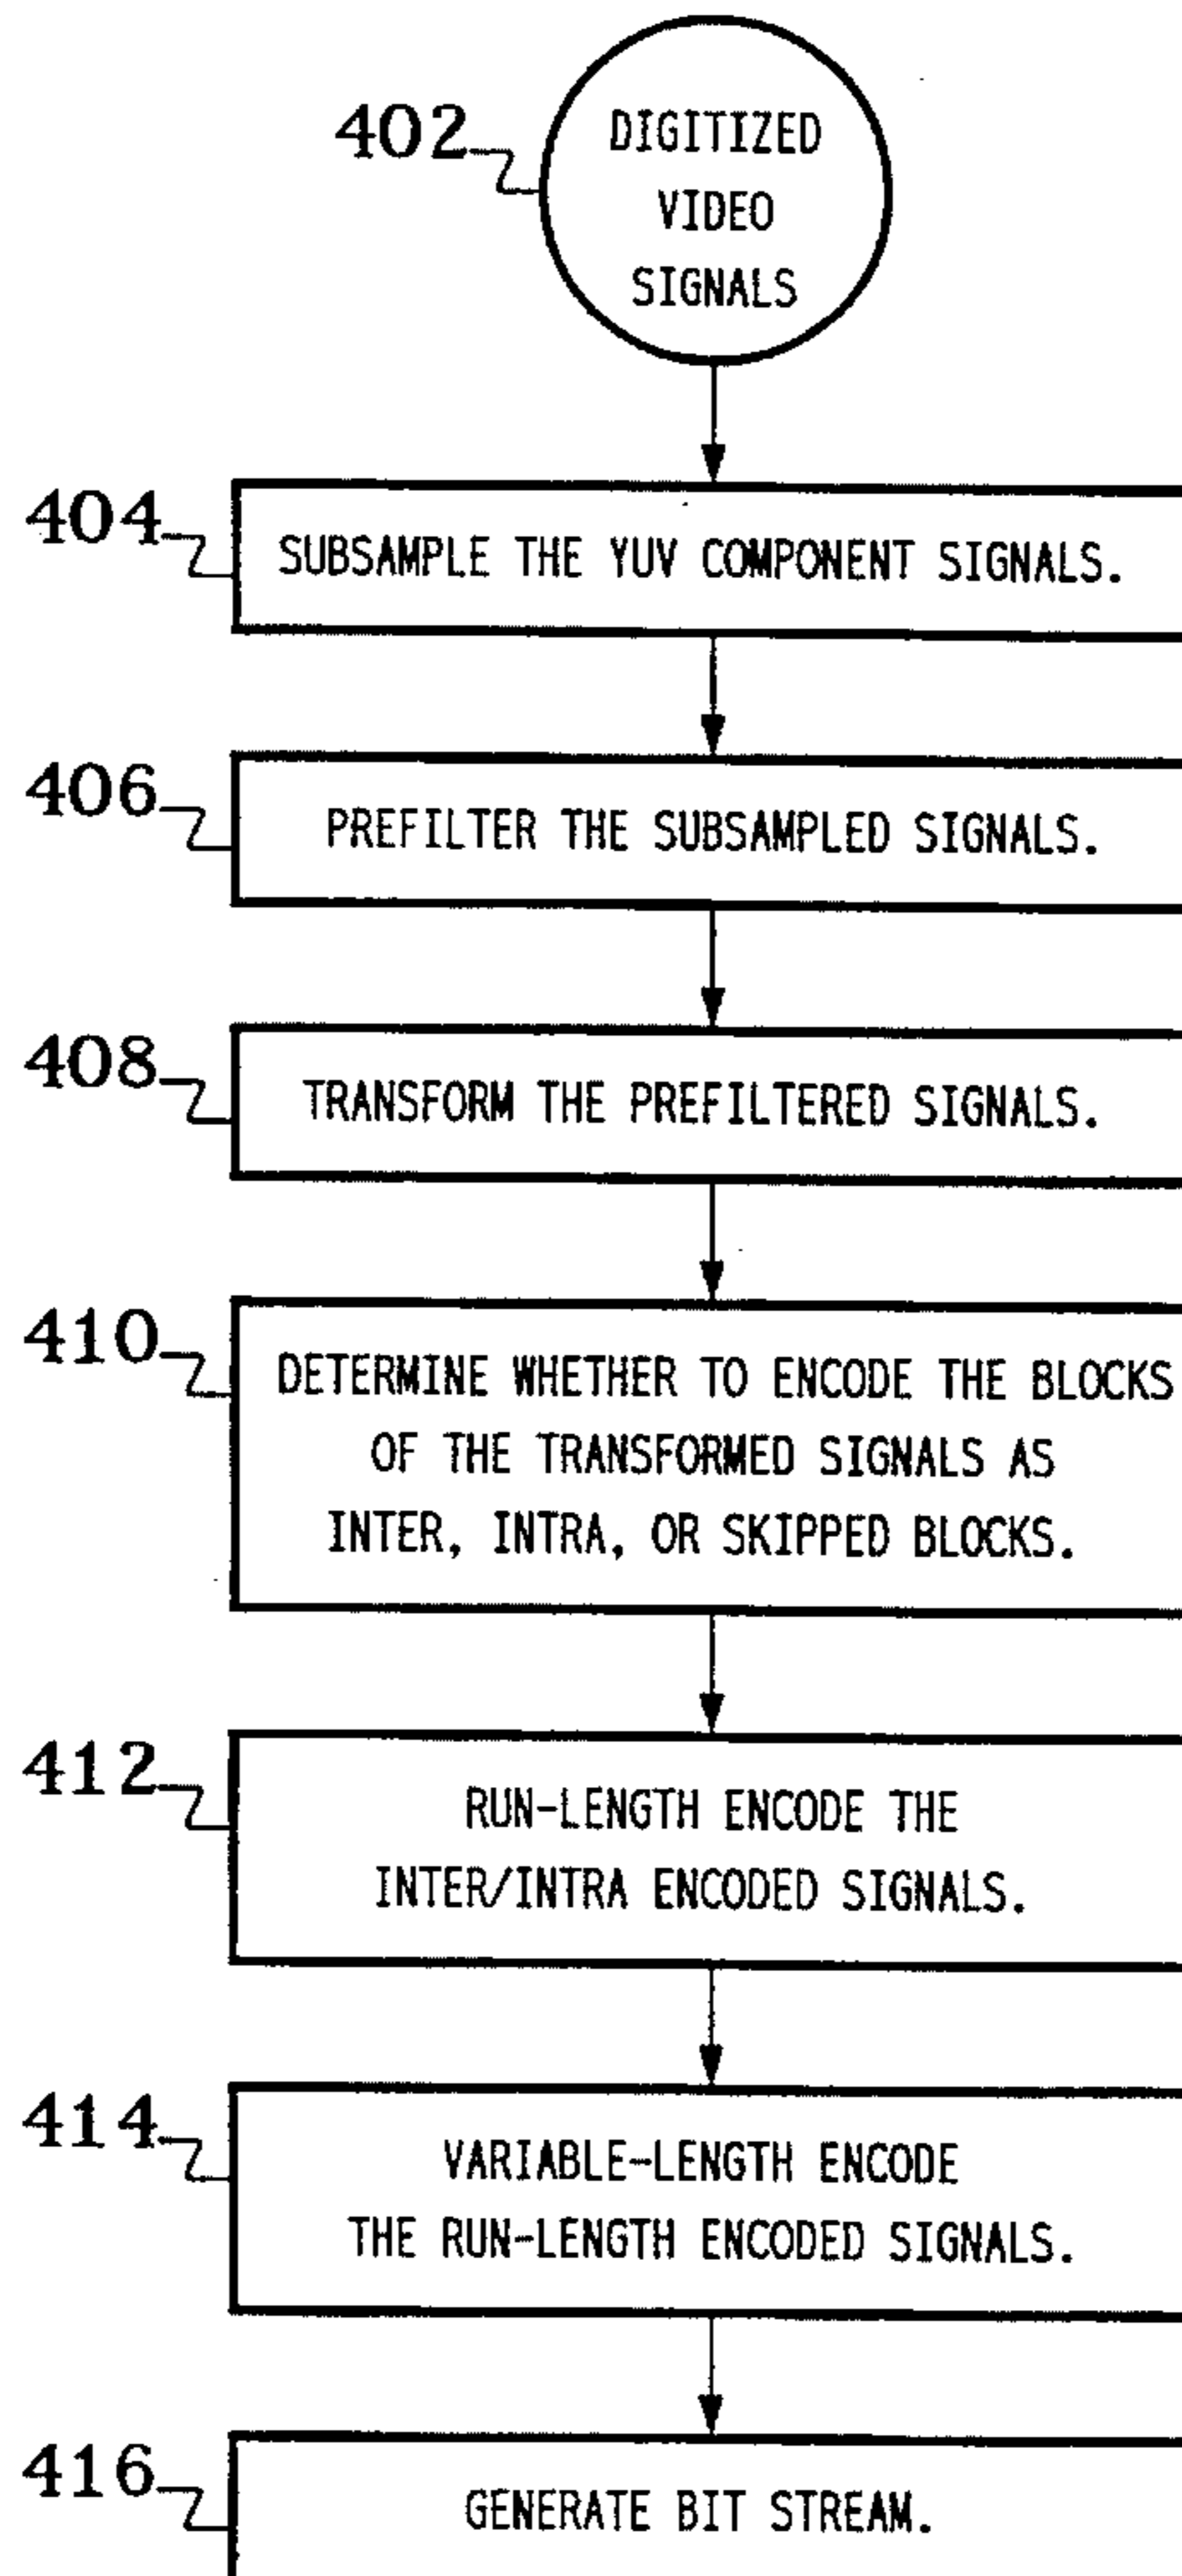 402
DIGITIZED
VIDEO
SIGNALS
404
SUBSAMPLE THE YUV COMPONENT SIGNALS.
406
PREFILTER THE SUBSAMPLED SIGNALS.
408
TRANSFORM THE PREFILTERED SIGNALS.
410
DETERMINE WHETHER TO ENCODE THE BLOCKS
OF THE TRANSFORMED SIGNALS AS
INTER, INTRA, OR SKIPPED BLOCKS.
412
RUN-LENGTH ENCODE THE
INTER/INTRA ENCODED SIGNALS.
414
VARIABLE-LENGTH ENCODE
THE RUN-LENGTH ENCODED SIGNALS.
416
GENERATE BIT STREAM.